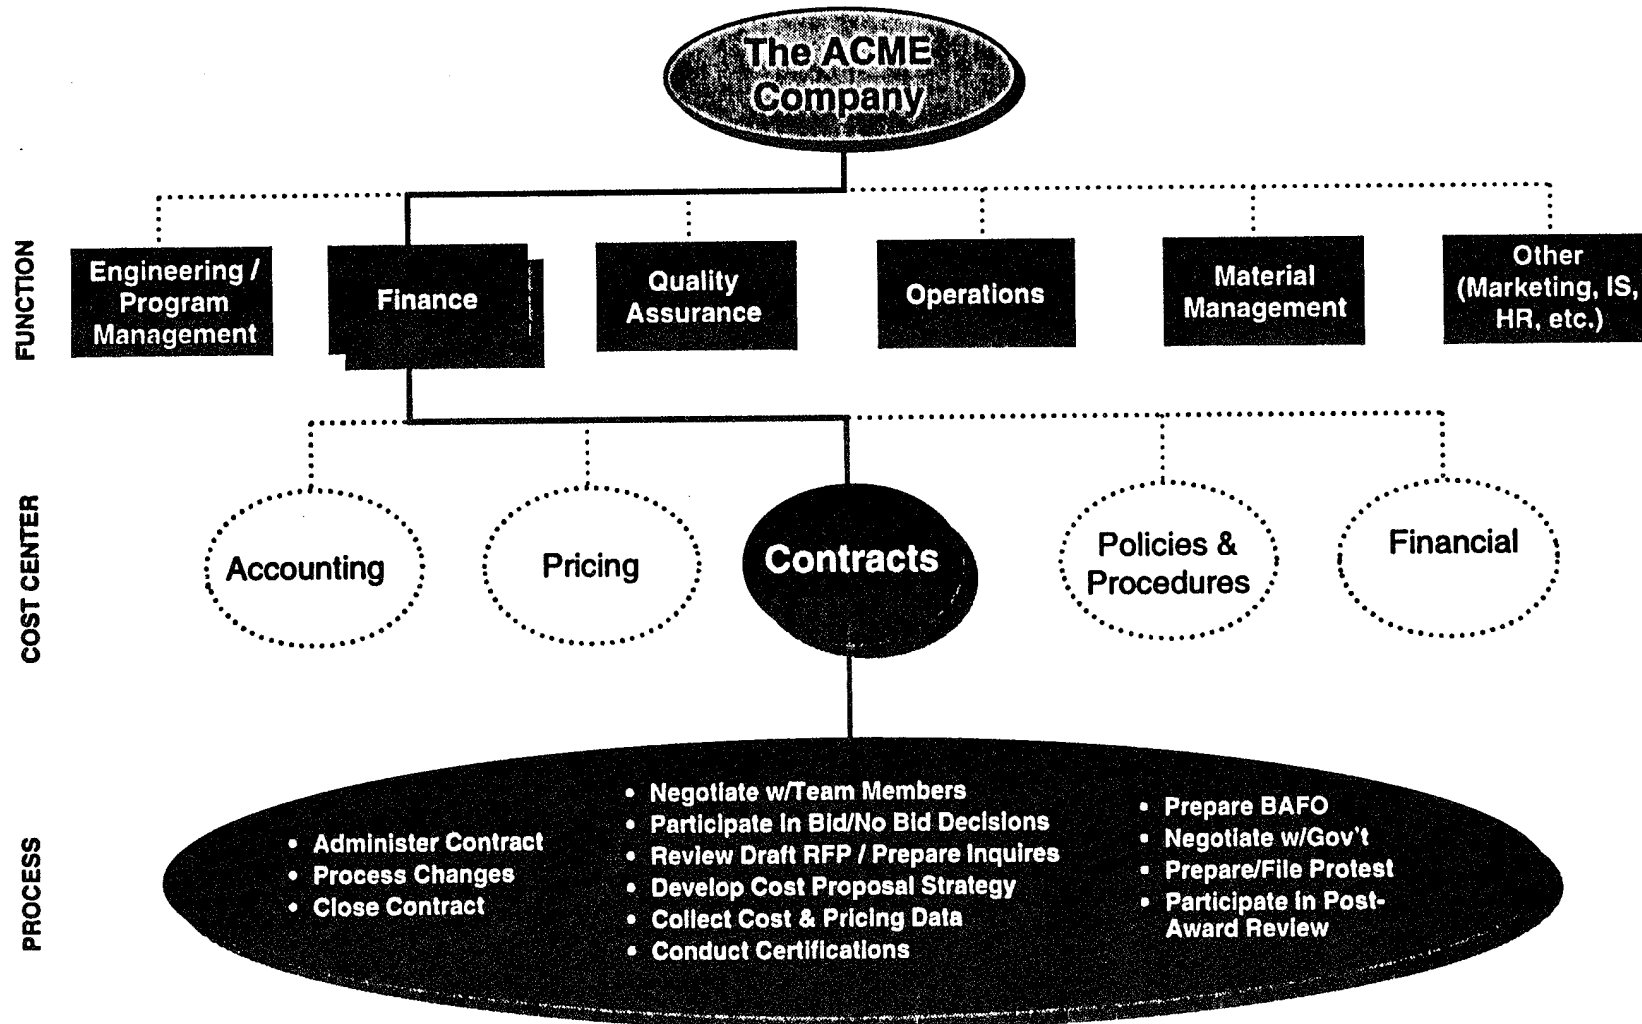 The ACME
Company
FUNCTION
Engineering /
Program
Management
Finance
Quality
Assurance
Operations
Material
Management
Other
(Marketing, IS,
HR, etc.)
COST CENTER
Accounting
Pricing
Contracts
Policies &
Procedures
Financial
PROCESS
• Administer Contract
• Process Changes
• Close Contract
• Negotiate w/Team Members
• Participate in Bid/No Bid Decisions
• Review Draft RFP / Prepare Inquires
• Develop Cost Proposal Strategy
• Collect Cost & Pricing Data
• Conduct Certifications
• Prepare BAFO
• Negotiate w/Gov't
• Prepare/File Protest
• Participate in Post-
Award Review